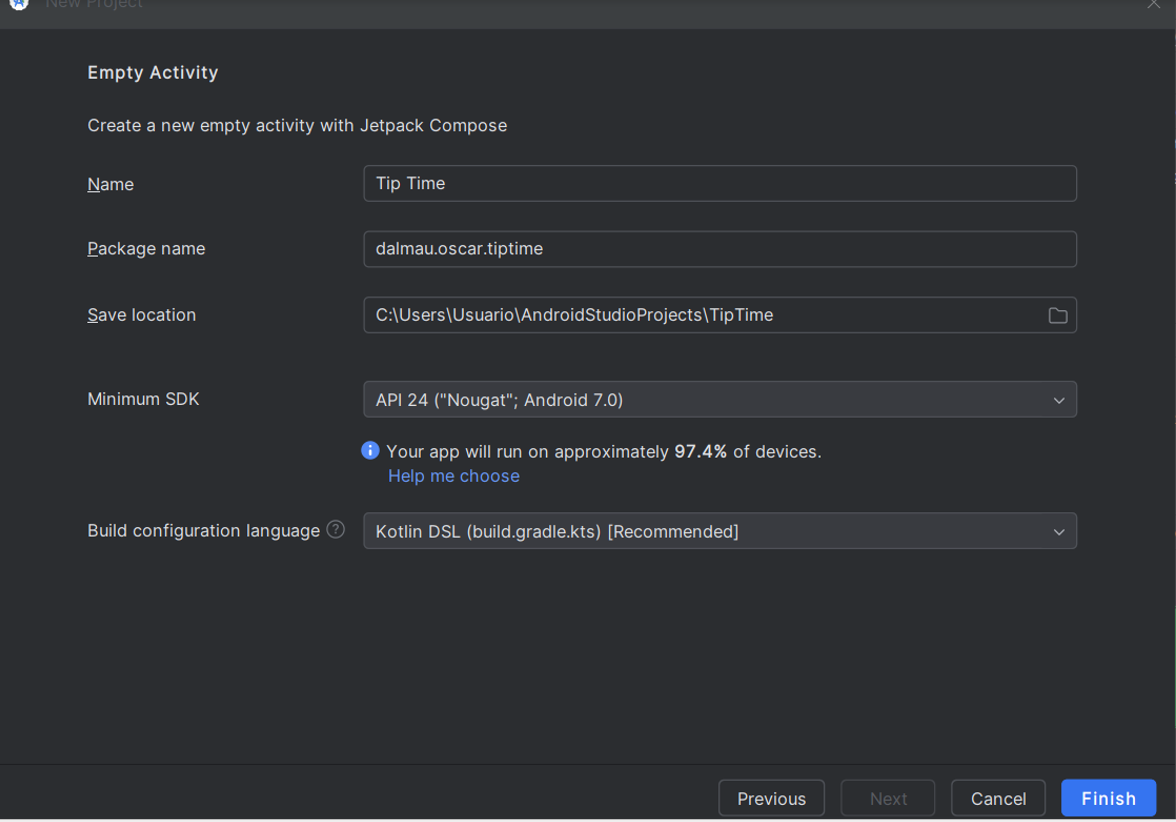 New Project
Empty Activity
Create a new empty activity with Jetpack Compose
Name Tip Time
Package name dalmau.oscar.tiptime
Save location C:\Users\Usuario\AndroidStudioProjects\TipTime
Minimum SDK API 24 ("Nougat"; Android 7.0)
Your app will run on approximately 97.4% of devices.
Help me choose
Build configuration language Kotlin DSL (build.gradle.kts) [Recommended]
Previous Next Cancel Finish